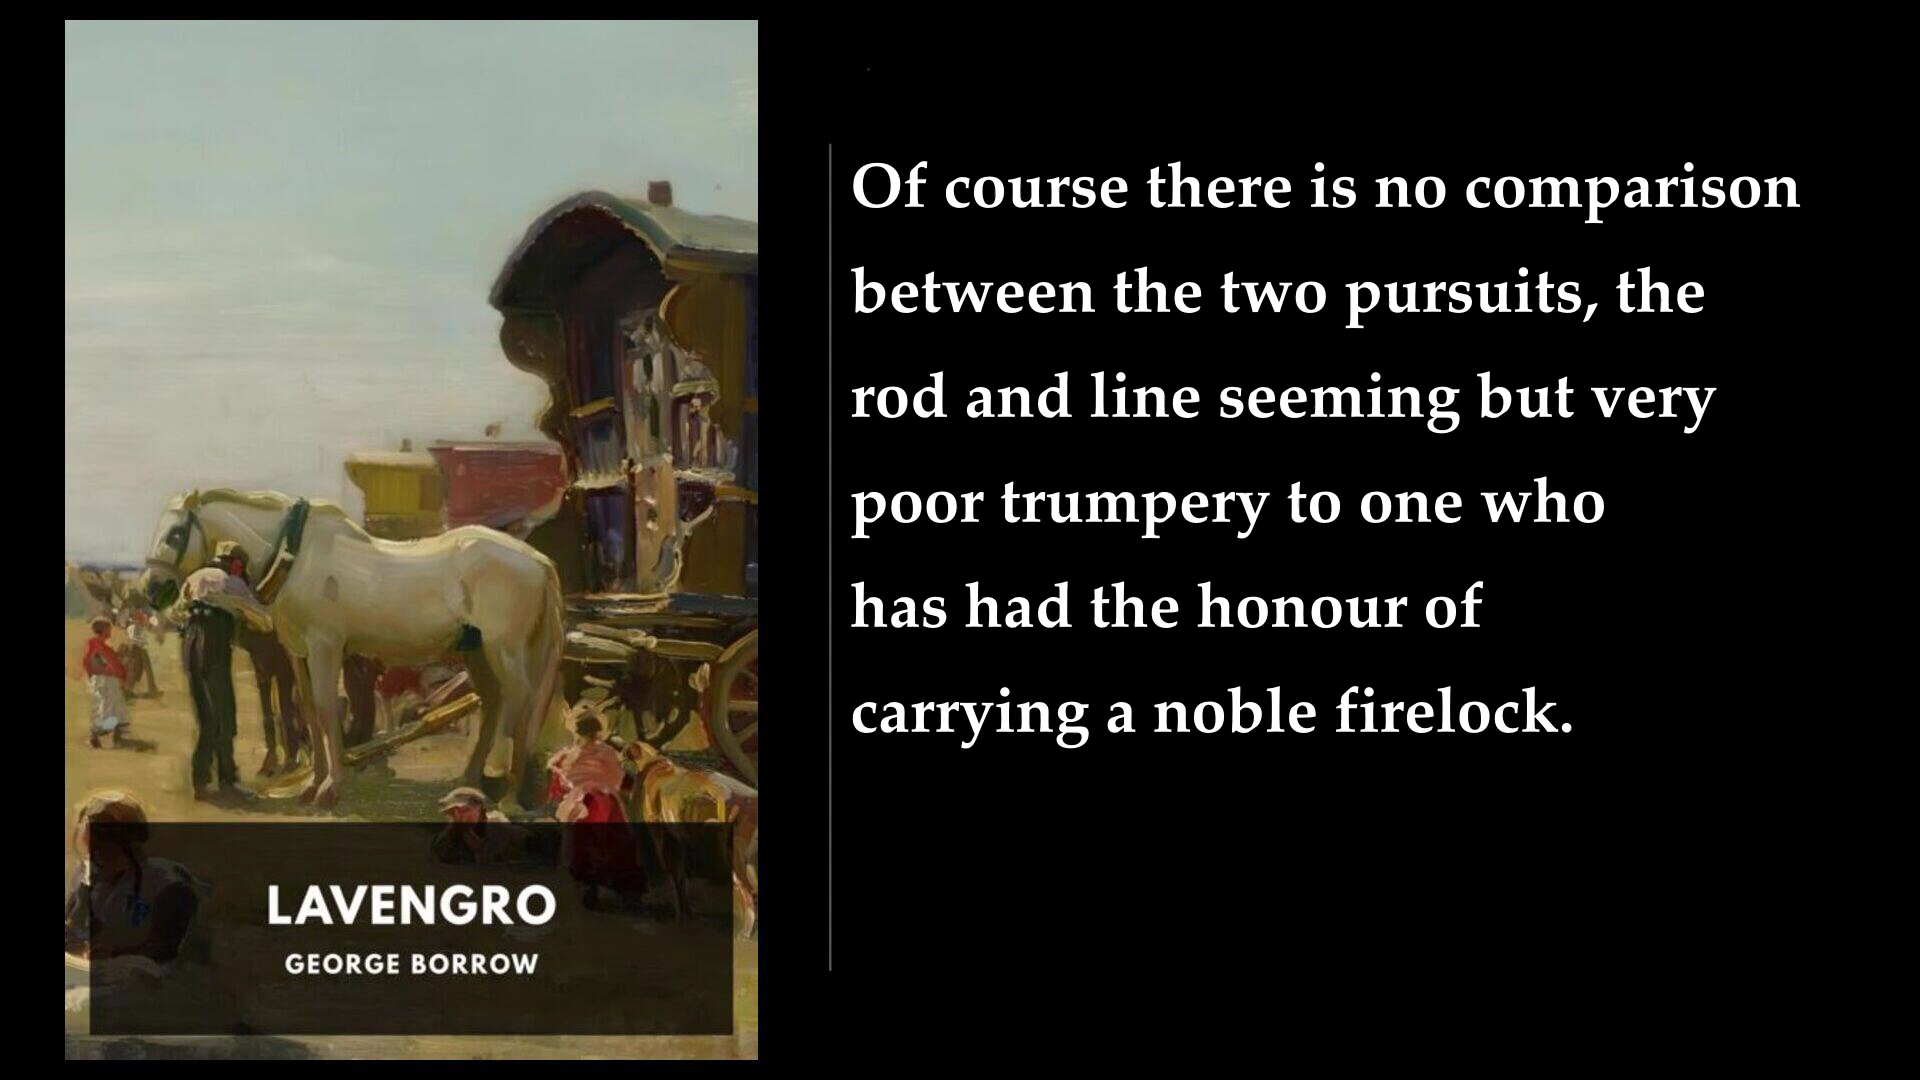 Of course there is no comparison
between the two pursuits, the
rod and line seeming but very
poor trumpery to one who
has had the honour of
carrying a noble firelock.
LAVENGRO
GEORGE BORROW